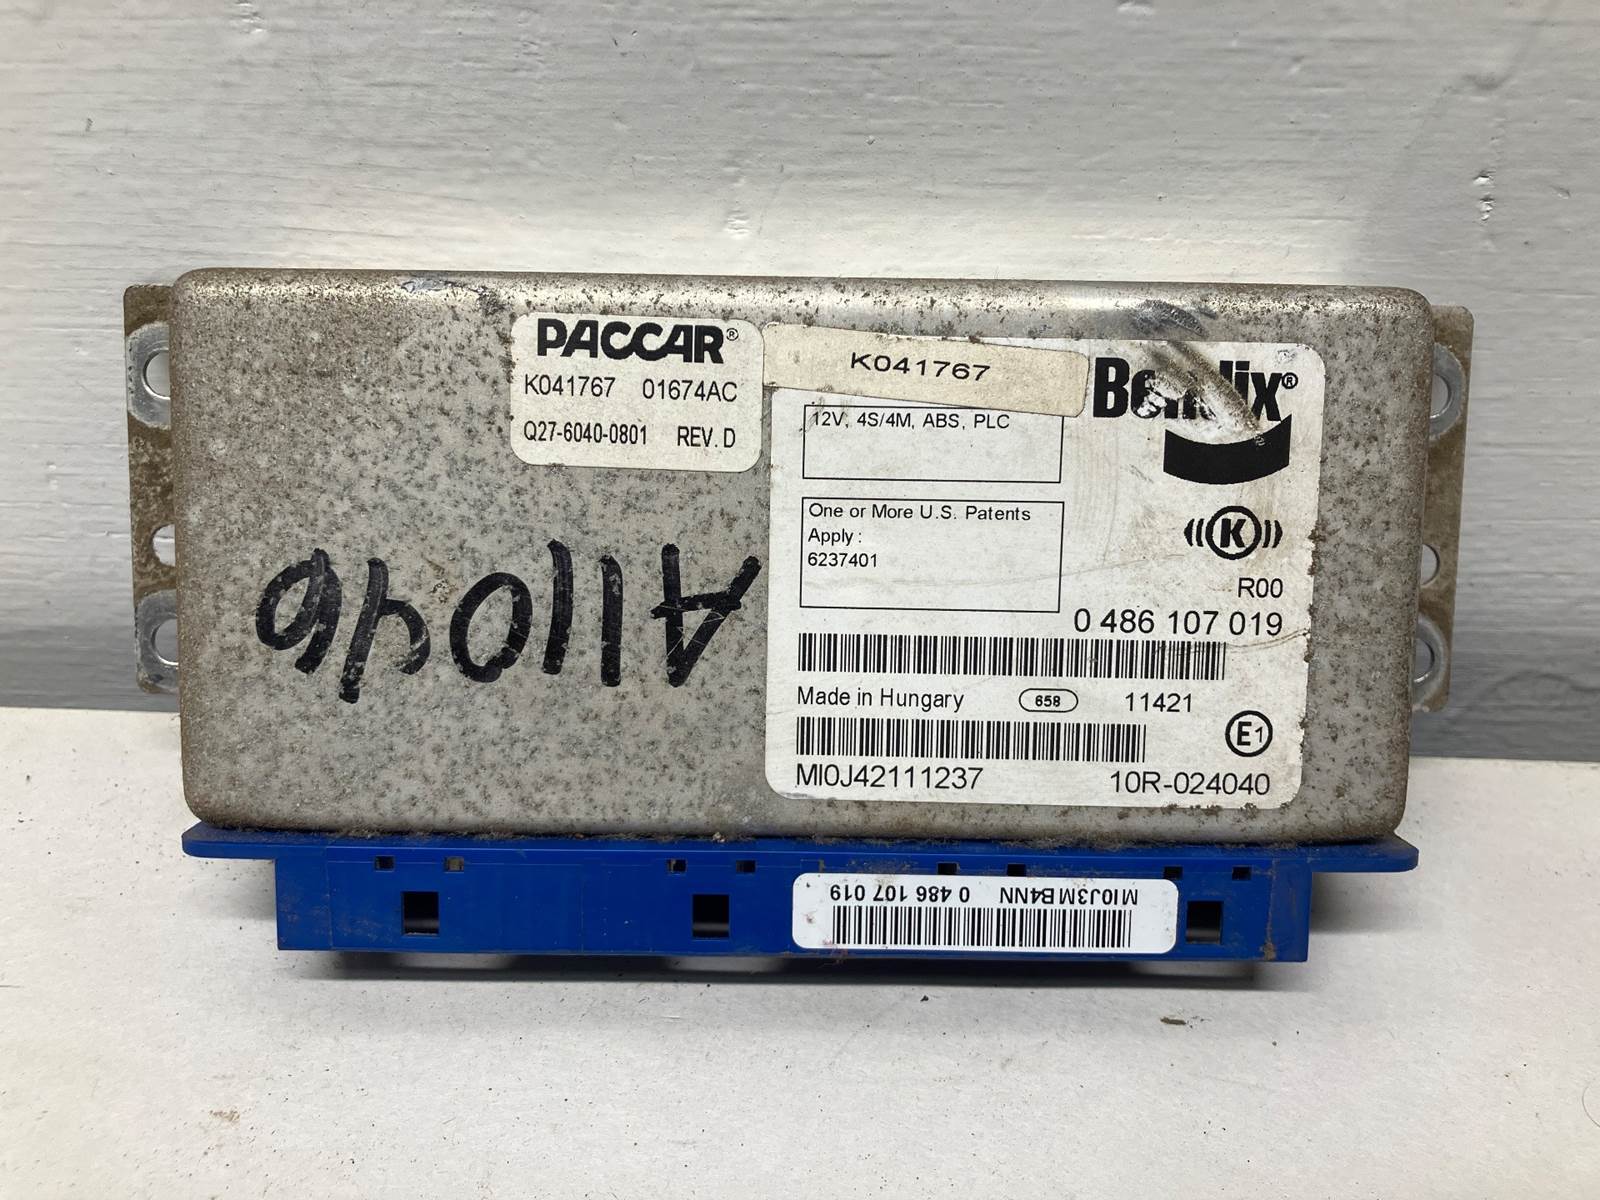 PACCAR®
K041767 01674AC
Q27-6040-0801 REV. D
K041767
Bendix®
12V, 4S/4M, ABS, PLC
One or More U.S. Patents
Apply :
6237401
K
R00
0 486 107 019
Made in Hungary 658 11421
E1
MI0J42111237 10R-024040
A11046
MI0J3MB4NN 0 486 107 019